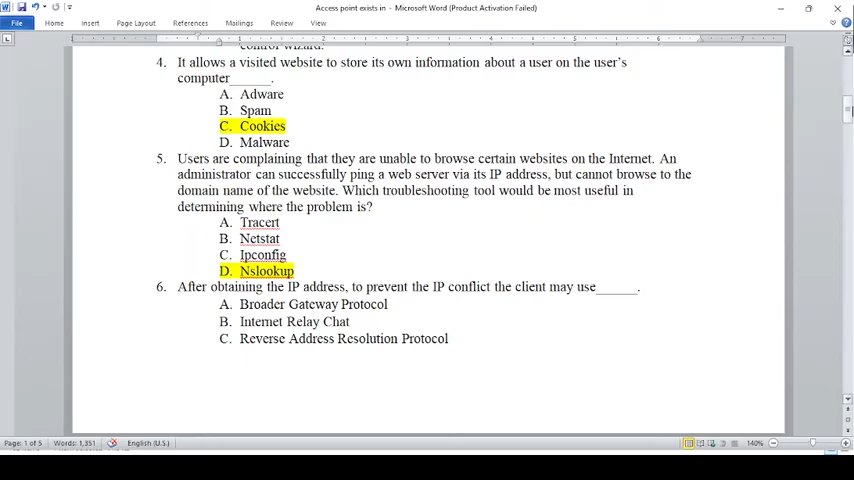 Access point exists in - Microsoft Word (Product Activation Failed)
File Home Insert Page Layout References Mailings Review View
control wizard.
4. It allows a visited website to store its own information about a user on the user's
computer______.
A. Adware
B. Spam
C. Cookies
D. Malware
5. Users are complaining that they are unable to browse certain websites on the Internet. An
administrator can successfully ping a web server via its IP address, but cannot browse to the
domain name of the website. Which troubleshooting tool would be most useful in
determining where the problem is?
A. Tracert
B. Netstat
C. Ipconfig
D. Nslookup
6. After obtaining the IP address, to prevent the IP conflict the client may use______.
A. Broader Gateway Protocol
B. Internet Relay Chat
C. Reverse Address Resolution Protocol
Page: 1 of 5 Words: 1,351 English (U.S.) 140%